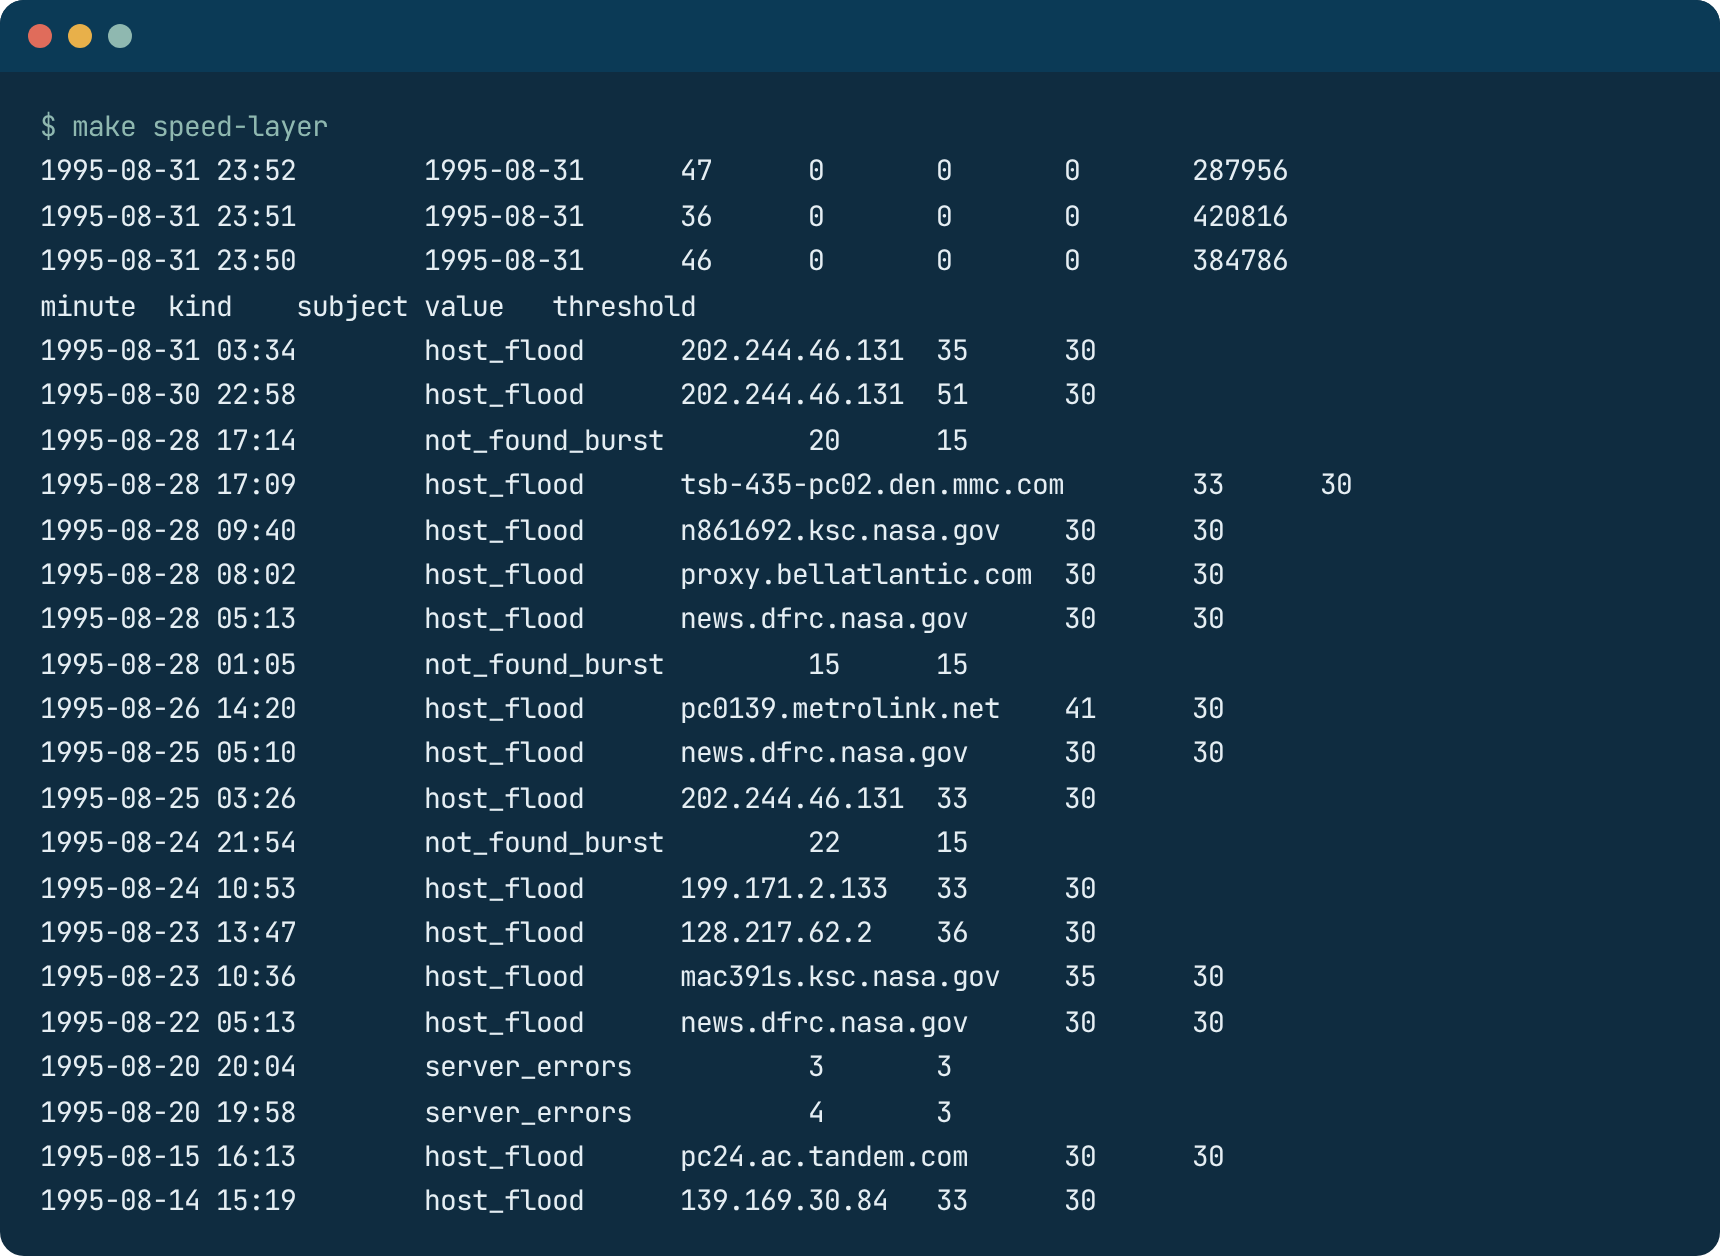 $ make speed-layer
1995-08-31 23:52	1995-08-31	47	0	0	0	287956
1995-08-31 23:51	1995-08-31	36	0	0	0	420816
1995-08-31 23:50	1995-08-31	46	0	0	0	384786
minute	kind	subject	value	threshold
1995-08-31 03:34	host_flood	202.244.46.131	35	30
1995-08-30 22:58	host_flood	202.244.46.131	51	30
1995-08-28 17:14	not_found_burst		20	15
1995-08-28 17:09	host_flood	tsb-435-pc02.den.mmc.com	33	30
1995-08-28 09:40	host_flood	n861692.ksc.nasa.gov	30	30
1995-08-28 08:02	host_flood	proxy.bellatlantic.com	30	30
1995-08-28 05:13	host_flood	news.dfrc.nasa.gov	30	30
1995-08-28 01:05	not_found_burst		15	15
1995-08-26 14:20	host_flood	pc0139.metrolink.net	41	30
1995-08-25 05:10	host_flood	news.dfrc.nasa.gov	30	30
1995-08-25 03:26	host_flood	202.244.46.131	33	30
1995-08-24 21:54	not_found_burst		22	15
1995-08-24 10:53	host_flood	199.171.2.133	33	30
1995-08-23 13:47	host_flood	128.217.62.2	36	30
1995-08-23 10:36	host_flood	mac391s.ksc.nasa.gov	35	30
1995-08-22 05:13	host_flood	news.dfrc.nasa.gov	30	30
1995-08-20 20:04	server_errors		3	3
1995-08-20 19:58	server_errors		4	3
1995-08-15 16:13	host_flood	pc24.ac.tandem.com	30	30
1995-08-14 15:19	host_flood	139.169.30.84	33	30